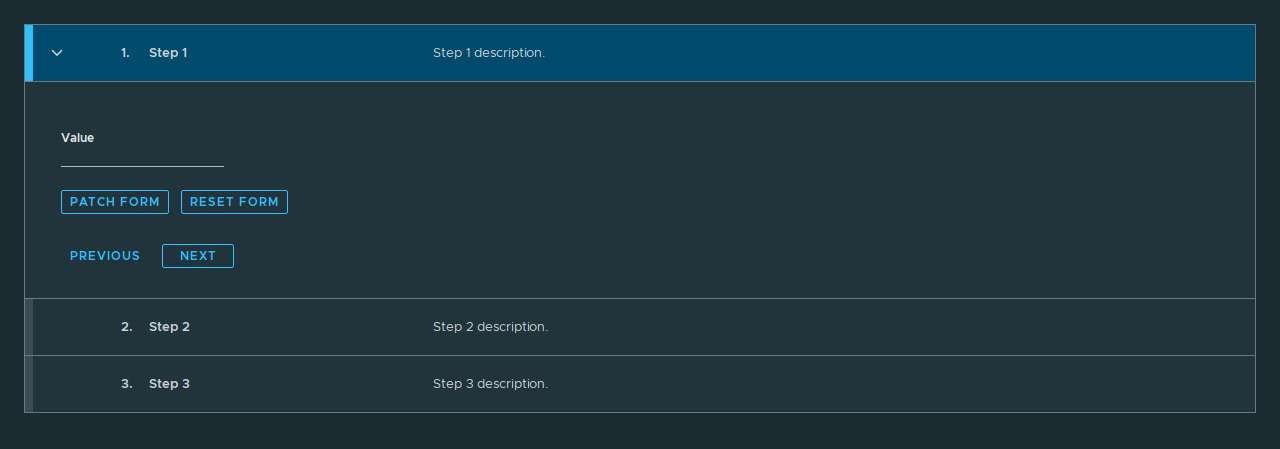 1. Step 1 Step 1 description.
Value
PATCH FORM RESET FORM
PREVIOUS NEXT
2. Step 2 Step 2 description.
3. Step 3 Step 3 description.